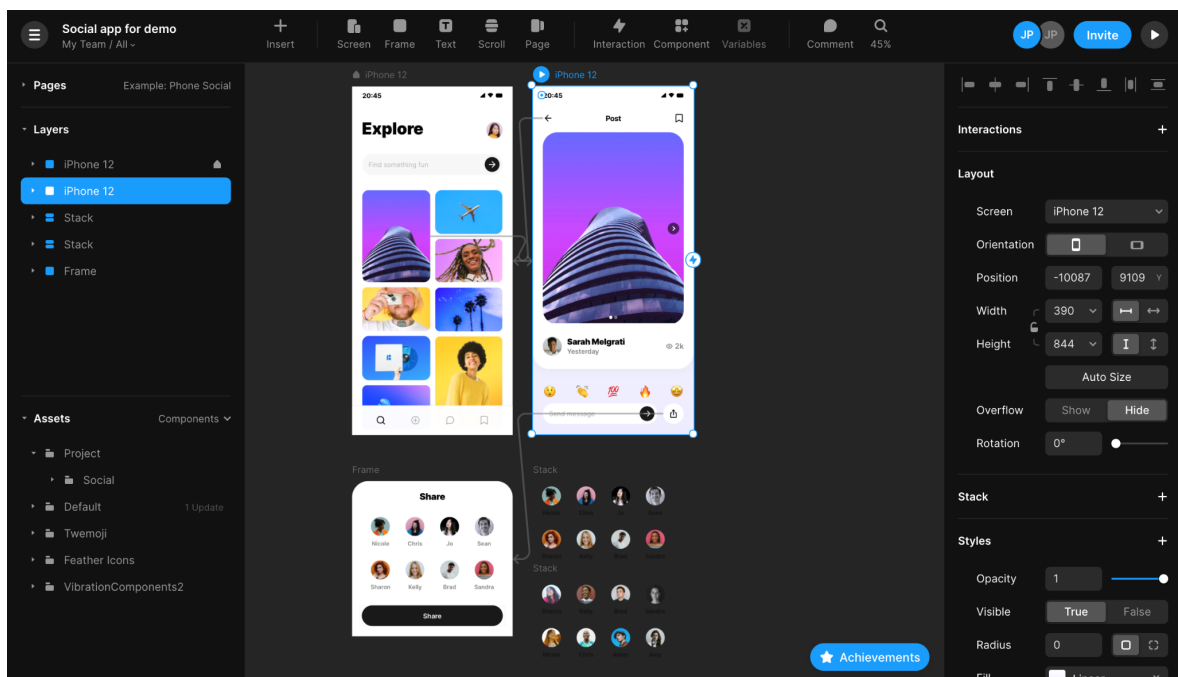 Social app for demo
My Team / All
Insert
Screen
Frame
Text
Scroll
Page
Interaction
Component
Variables
Comment
45%
JP
JP
Invite
Pages
Example: Phone Social
Layers
iPhone 12
iPhone 12
Stack
Stack
Frame
Assets
Components
Project
Social
Default
1 Update
Twemoji
Feather Icons
VibrationComponents2
iPhone 12
20:45
Explore
Find something fun
iPhone 12
20:45
Post
Sarah Melgrati
Yesterday
2k
Send message
Frame
Share
Nicole
Chris
Jo
Sean
Sharon
Kelly
Brad
Sandra
Share
Stack
Stack
Achievements
Interactions
Layout
Screen
iPhone 12
Orientation
Position
-10087
9109
Y
Width
390
Height
844
Auto Size
Overflow
Show
Hide
Rotation
0°
Stack
Styles
Opacity
1
Visible
True
False
Radius
0
Fill
Linear